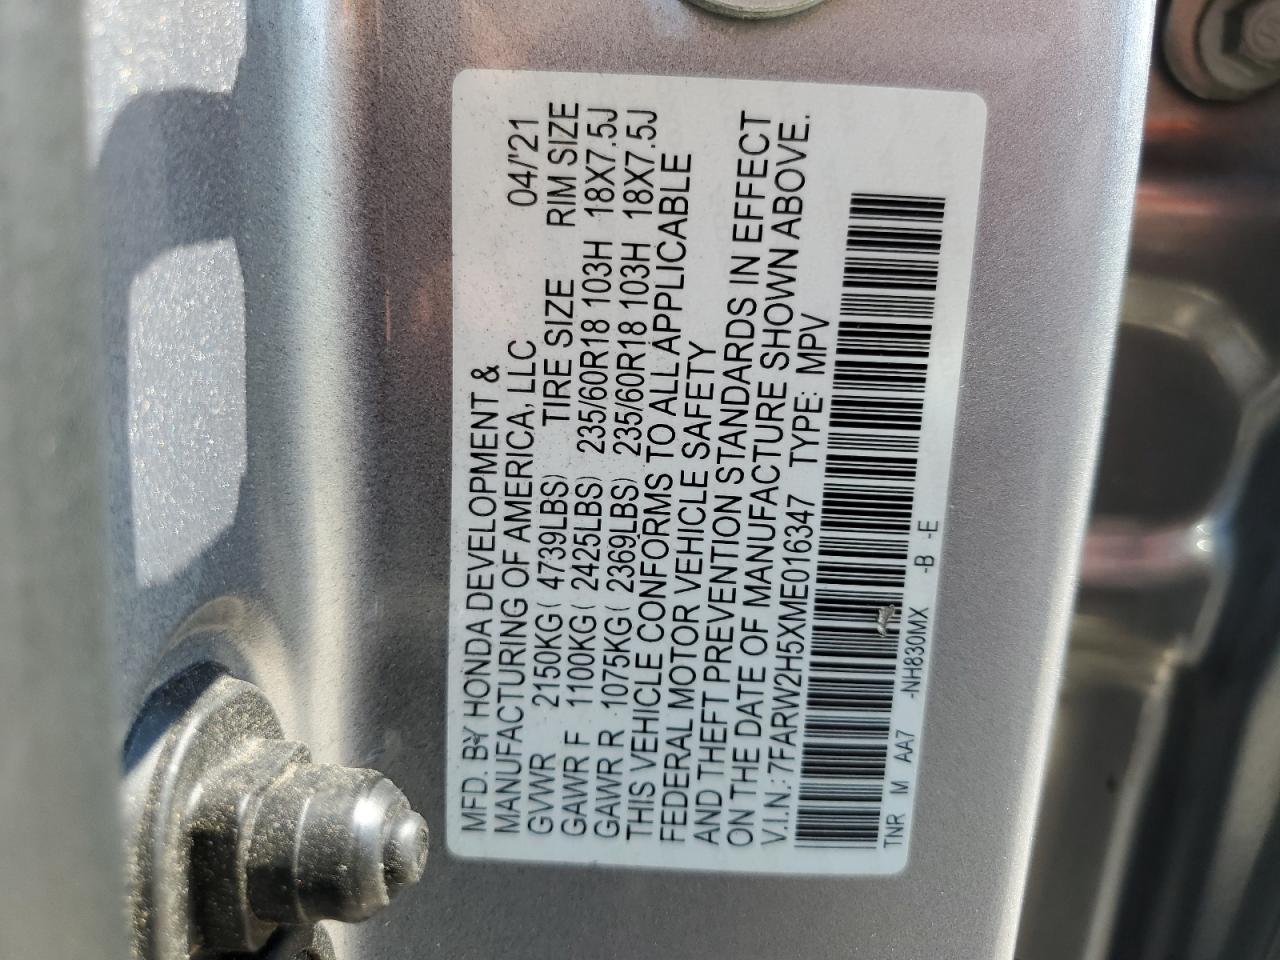 MFD. BY HONDA DEVELOPMENT &
MANUFACTURING OF AMERICA, LLC 04/'21
GVWR 2150KG( 4739LBS) TIRE SIZE RIM SIZE
GAWR F 1100KG( 2425LBS) 235/60R18 103H 18X7.5J
GAWR R 1075KG( 2369LBS) 235/60R18 103H 18X7.5J
THIS VEHICLE CONFORMS TO ALL APPLICABLE
FEDERAL MOTOR VEHICLE SAFETY
AND THEFT PREVENTION STANDARDS IN EFFECT
ON THE DATE OF MANUFACTURE SHOWN ABOVE.
V.I.N.: 7FARW2H5XME016347 TYPE: MPV
TNR M AA7 -NH830MX -B -E